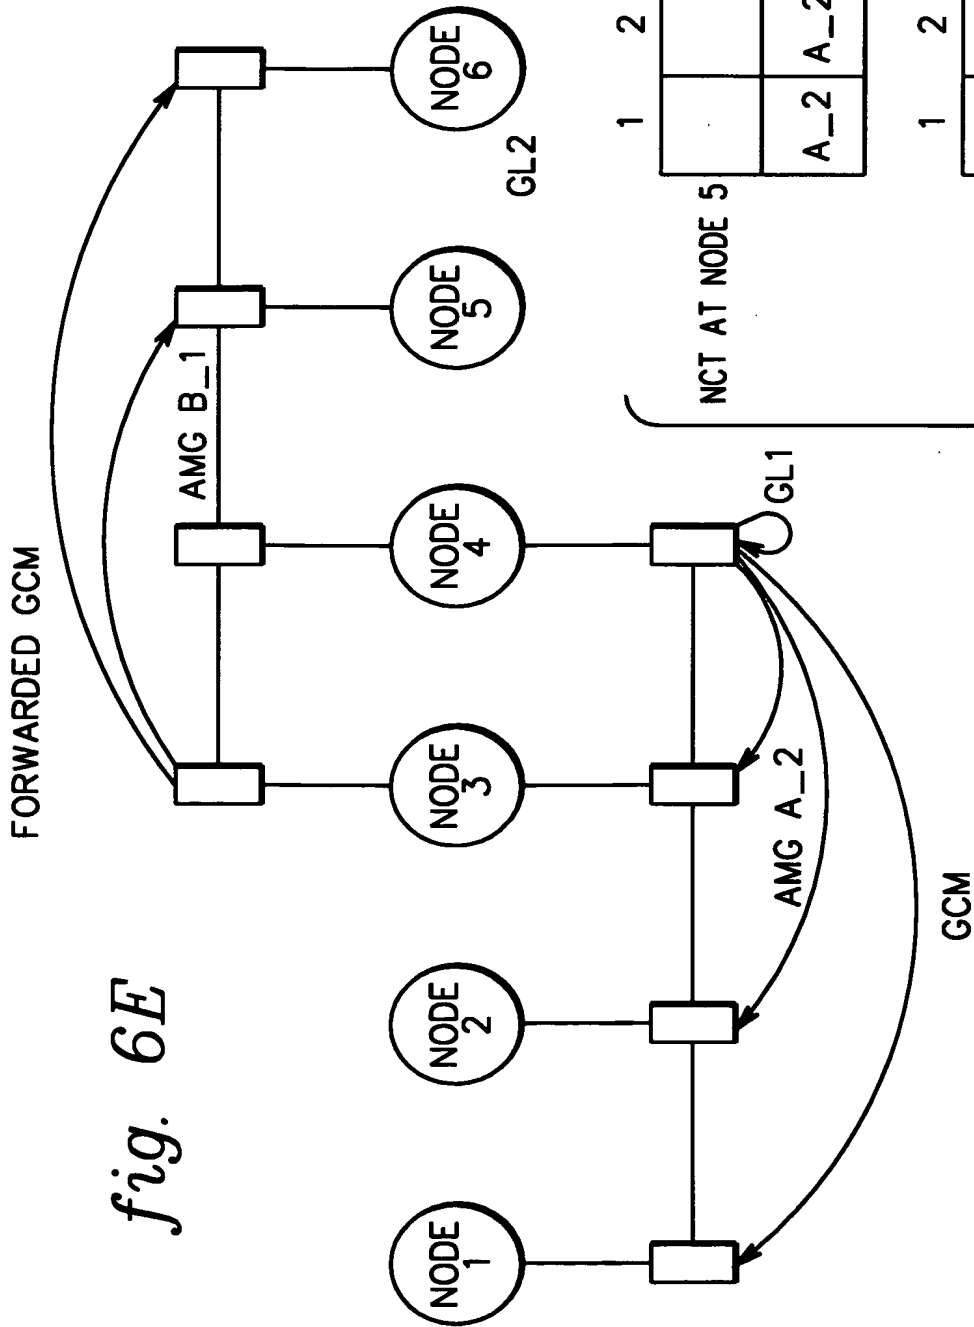 FORWARDED GCM
fig. 6E
AMG B_1
NODE
1
NODE
2
NODE
3
NODE
4
NODE
5
NODE
6
GL2
GL1
AMG A_2
GCM
NCT AT NODE 5
1 2
A_2 A_2
1 2